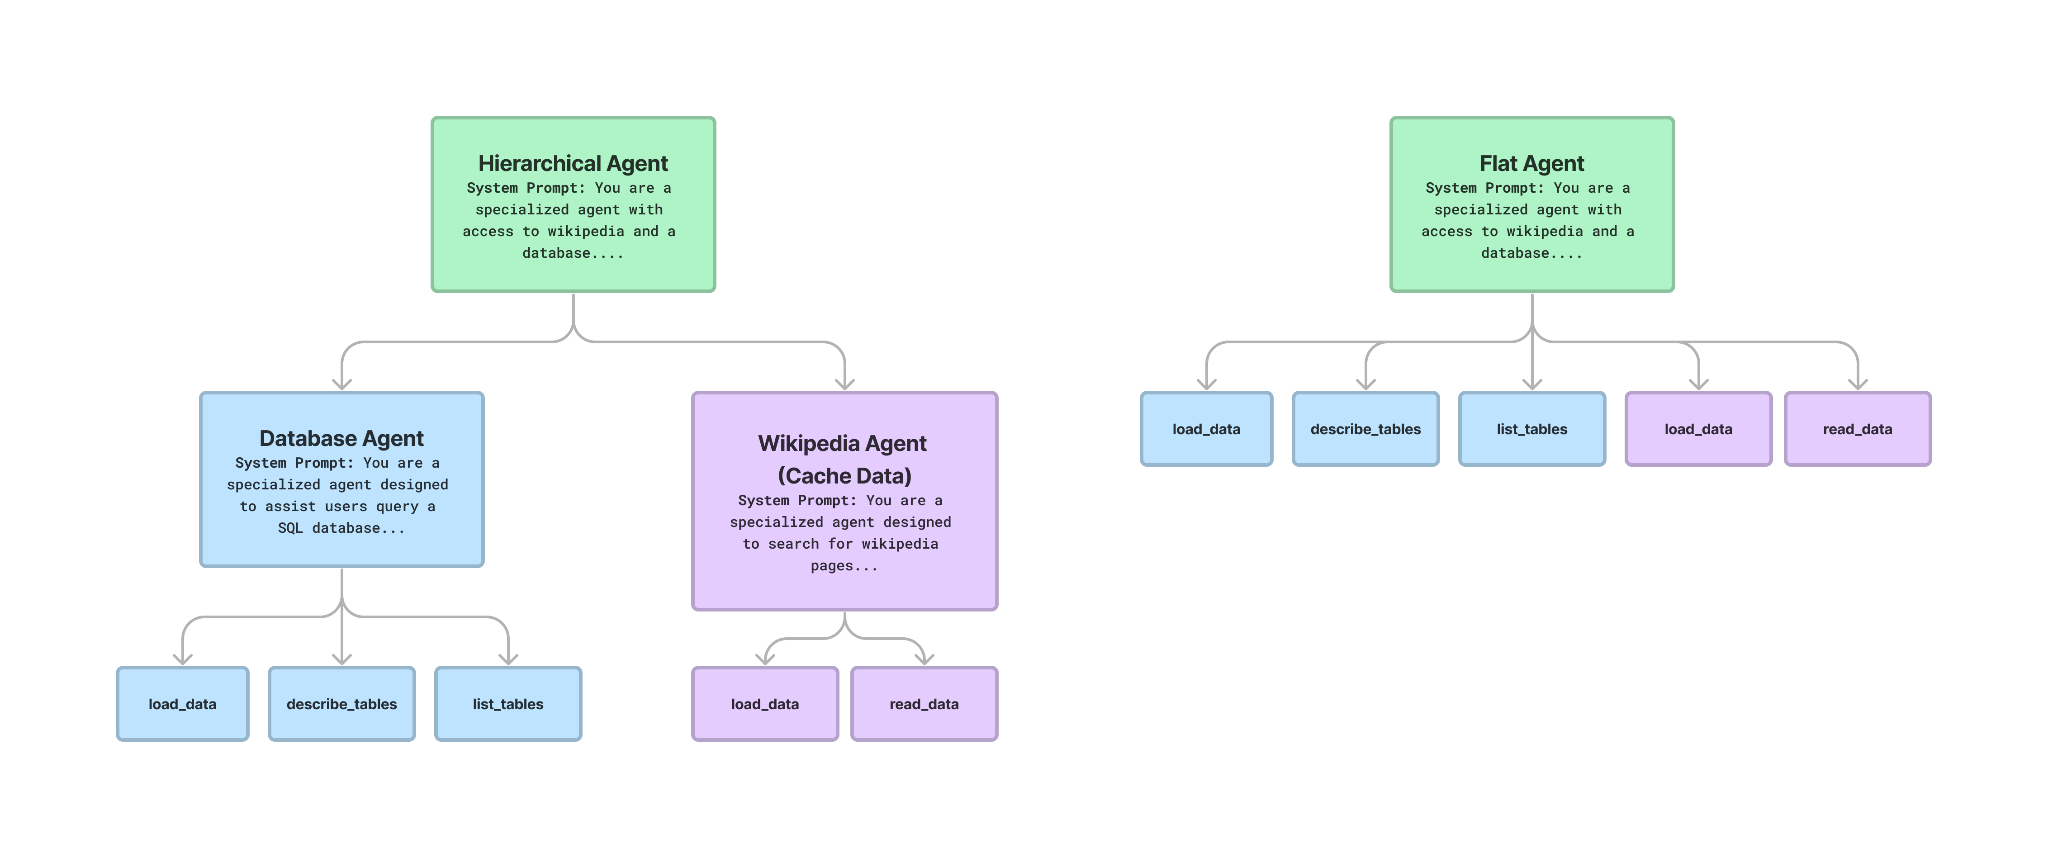 Hierarchical Agent
System Prompt: You are a
specialized agent with
access to wikipedia and a
database....
Flat Agent
System Prompt: You are a
specialized agent with
access to wikipedia and a
database....
Database Agent
System Prompt: You are a
specialized agent designed
to assist users query a
SQL database...
Wikipedia Agent
(Cache Data)
System Prompt: You are a
specialized agent designed
to search for wikipedia
pages...
load_data
describe_tables
list_tables
load_data
read_data
load_data
describe_tables
list_tables
load_data
read_data